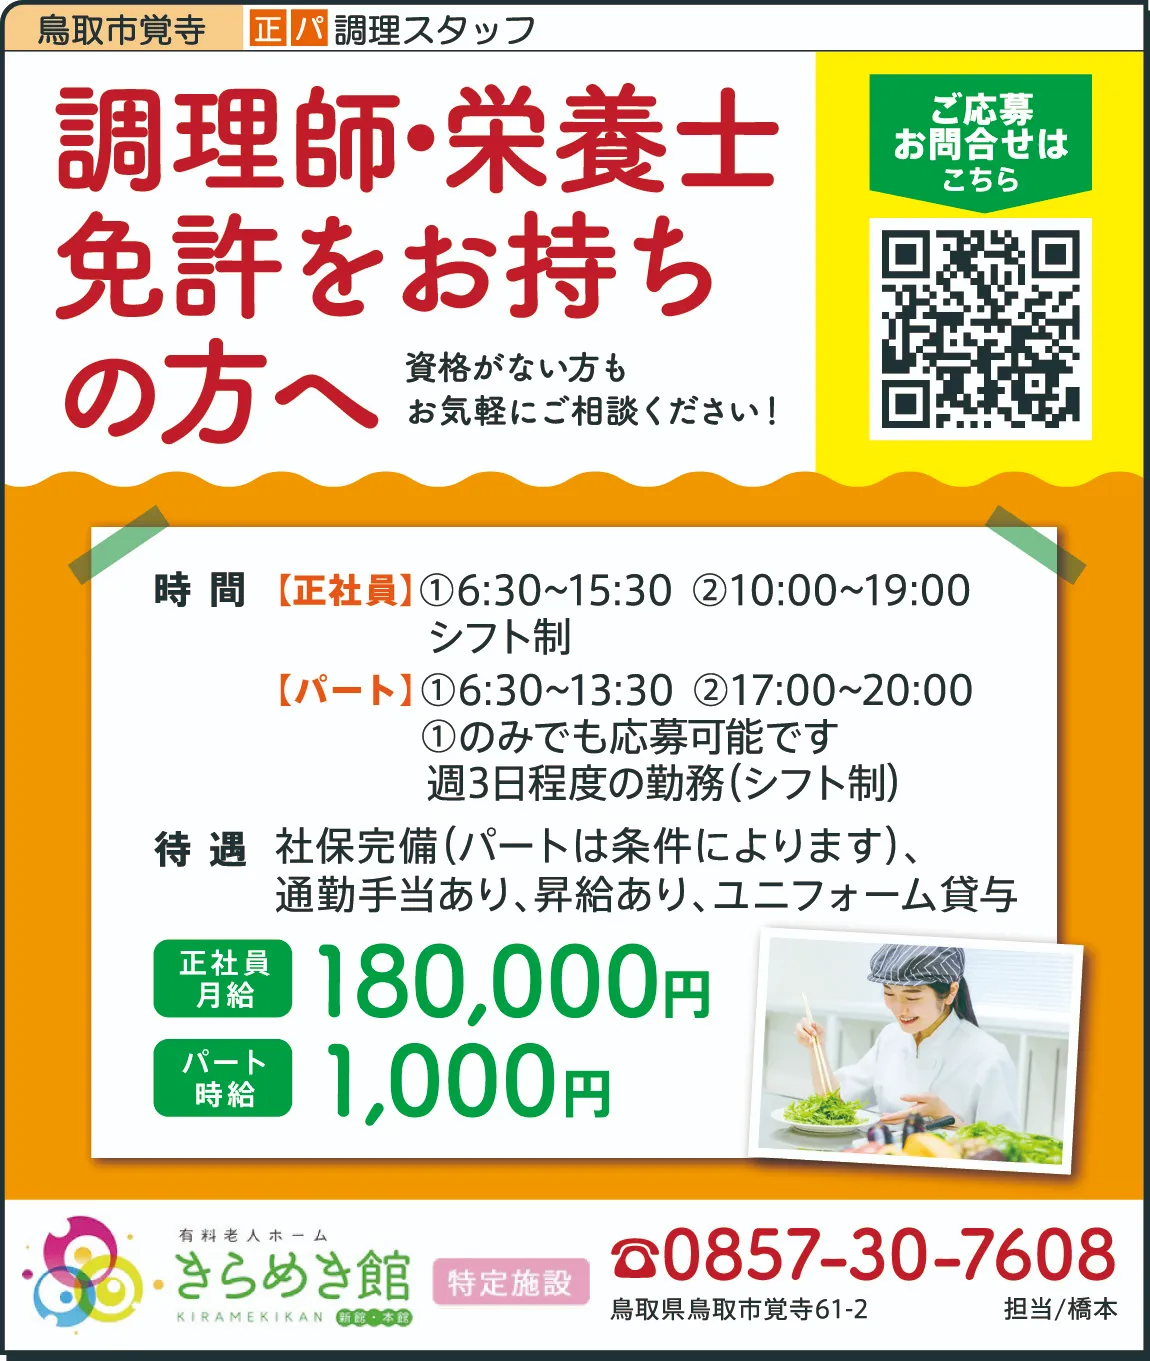 鳥取市覚寺 正 パ 調理スタッフ
調理師・栄養士
免許をお持ち
の方へ
資格がない方も
お気軽にご相談ください！
ご応募
お問合せは
こちら
時間 【正社員】①6:30~15:30 ②10:00~19:00
シフト制
【パート】①6:30~13:30 ②17:00~20:00
①のみでも応募可能です
週3日程度の勤務(シフト制)
待遇 社保完備(パートは条件によります)、
通勤手当あり、昇給あり、ユニフォーム貸与
正社員
月給
180,000円
パート
時給
1,000円
有料老人ホーム
きらめき館
KIRAMEKIKAN 新館・本館
特定施設
☎0857-30-7608
鳥取県鳥取市覚寺61-2 担当/橋本